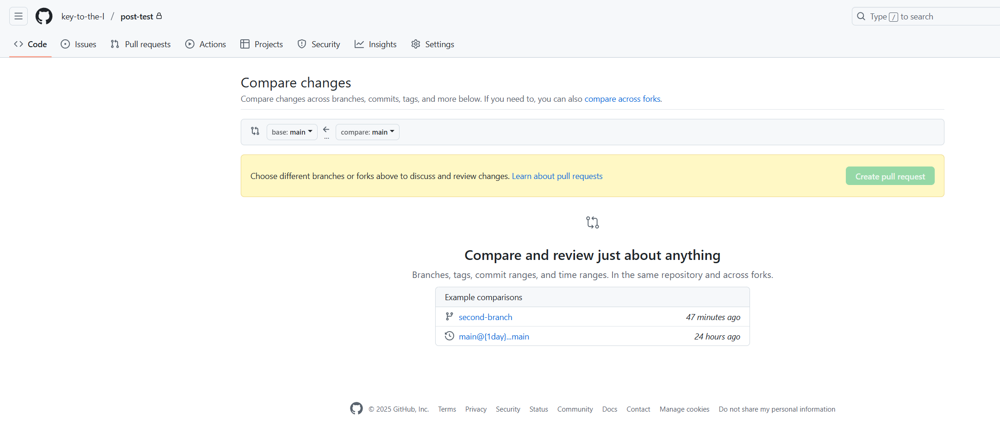 key-to-the-l / post-test
Type / to search
Code Issues Pull requests Actions Projects Security Insights Settings
Compare changes
Compare changes across branches, commits, tags, and more below. If you need to, you can also compare across forks.
base: main ... compare: main
Choose different branches or forks above to discuss and review changes. Learn about pull requests Create pull request
Compare and review just about anything
Branches, tags, commit ranges, and time ranges. In the same repository and across forks.
Example comparisons
second-branch 47 minutes ago
main@{1day}...main 24 hours ago
© 2025 GitHub, Inc. Terms Privacy Security Status Community Docs Contact Manage cookies Do not share my personal information